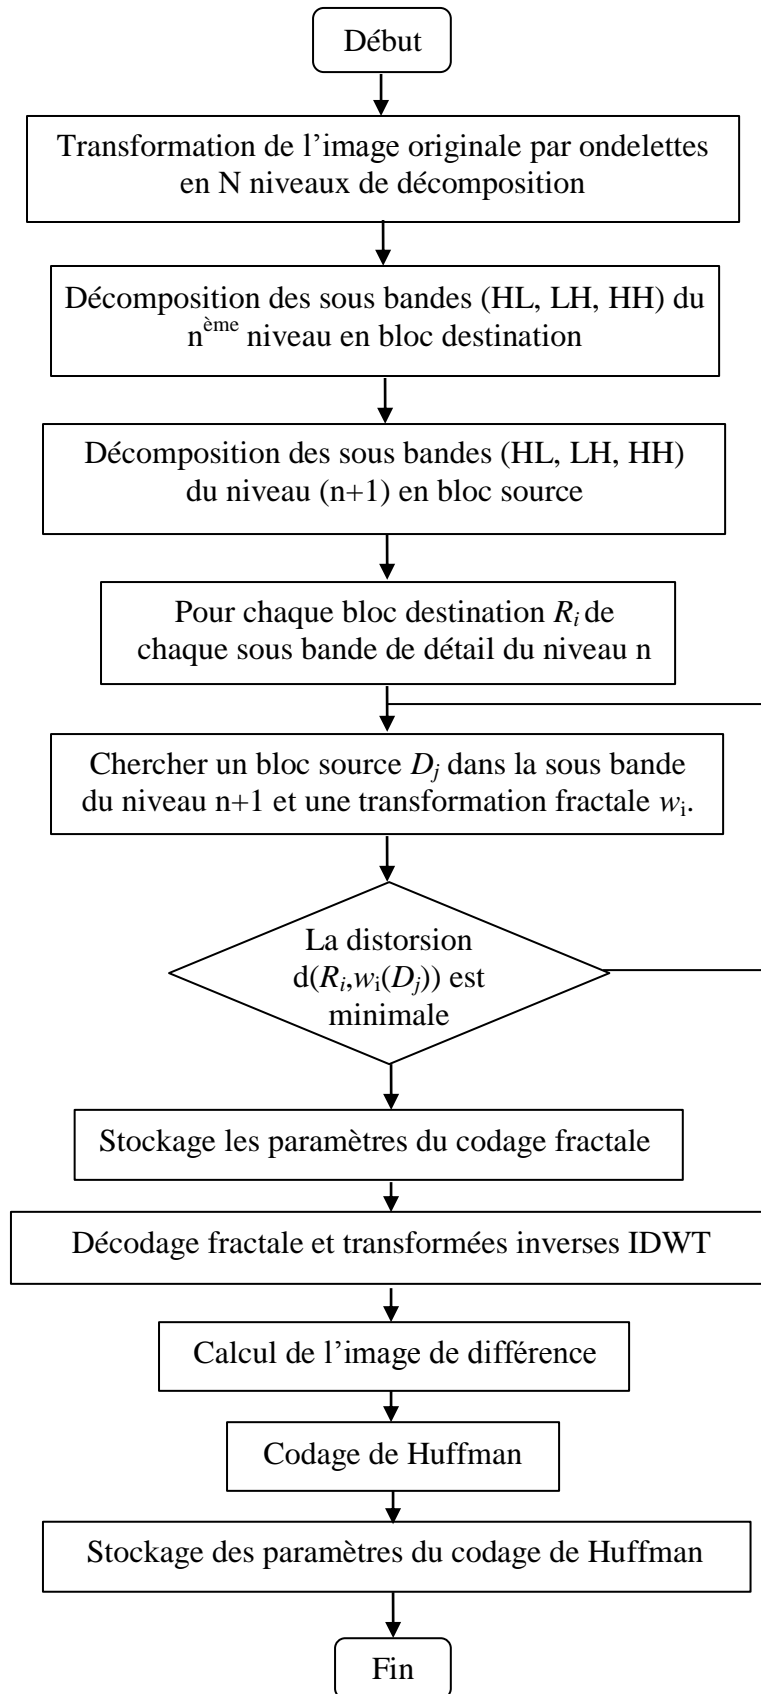 Début
Transformation de l’image originale par ondelettes
en N niveaux de décomposition
Décomposition des sous bandes (HL, LH, HH) du
nème niveau en bloc destination
Décomposition des sous bandes (HL, LH, HH)
du niveau (n+1) en bloc source
Pour chaque bloc destination Ri de
chaque sous bande de détail du niveau n
Chercher un bloc source Dj dans la sous bande
du niveau n+1 et une transformation fractale wi.
La distorsion
d(Ri,wi(Dj)) est
minimale
Stockage les paramètres du codage fractale
Décodage fractale et transformées inverses IDWT
Calcul de l’image de différence
Codage de Huffman
Stockage des paramètres du codage de Huffman
Fin